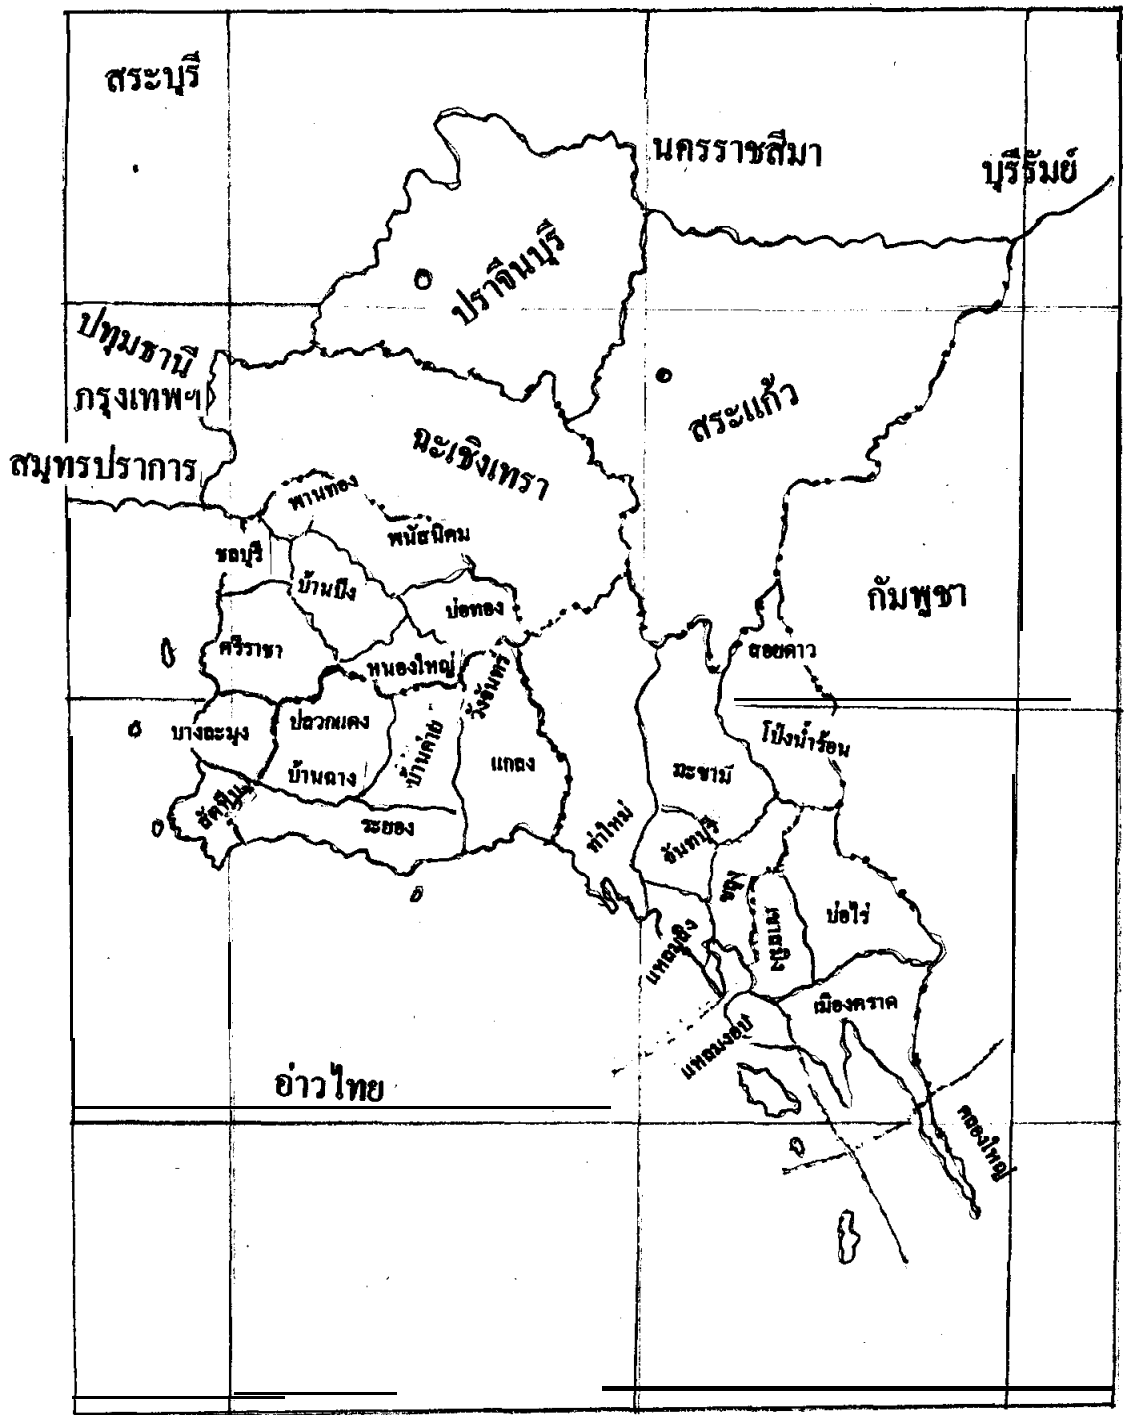 สระบุรี
นครราชสีมา
บุรีรัมย์
ปราจีนบุรี
ปทุมธานี
กรุงเทพฯ
สระแก้ว
สมุทรปราการ
ฉะเชิงเทรา
พานทอง
พนัสนิคม
ชลบุรี
บ้านบึง
บ่อทอง
กัมพูชา
ศรีราชา
หนองใหญ่
วังจันทร์
สอยดาว
บางละมุง
ปลวกแดง
บ้านค่าย
แกลง
โป่งน้ำร้อน
มะขาม
บ้านฉาง
สัตหีบ
ระยอง
ท่าใหม่
จันทบุรี
ขลุง
เขาสมิง
บ่อไร่
แหลมสิงห์
เมืองตราด
แหลมงอบ
อ่าวไทย
คลองใหญ่